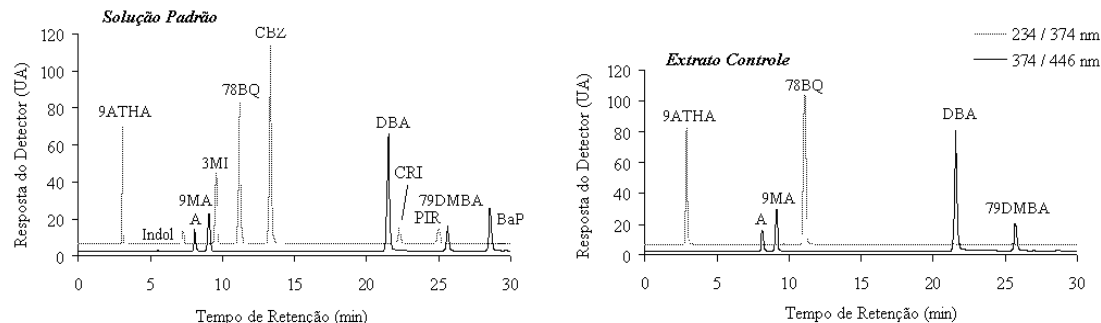 Solução Padrão
CBZ
120
100
80
60
40
20
0
Resposta do Detector (UA)
9ATHA
78BQ
3MI
9MA
A
Indol
DBA
CRI
PIR
79DMBA
BaP
0 5 10 15 20 25 30
Tempo de Retenção (min)
234 / 374 nm
374 / 446 nm
Extrato Controle
120
100
80
60
40
20
0
Resposta do Detector (UA)
9ATHA
78BQ
9MA
A
DBA
79DMBA
0 5 10 15 20 25 30
Tempo de Retenção (min)